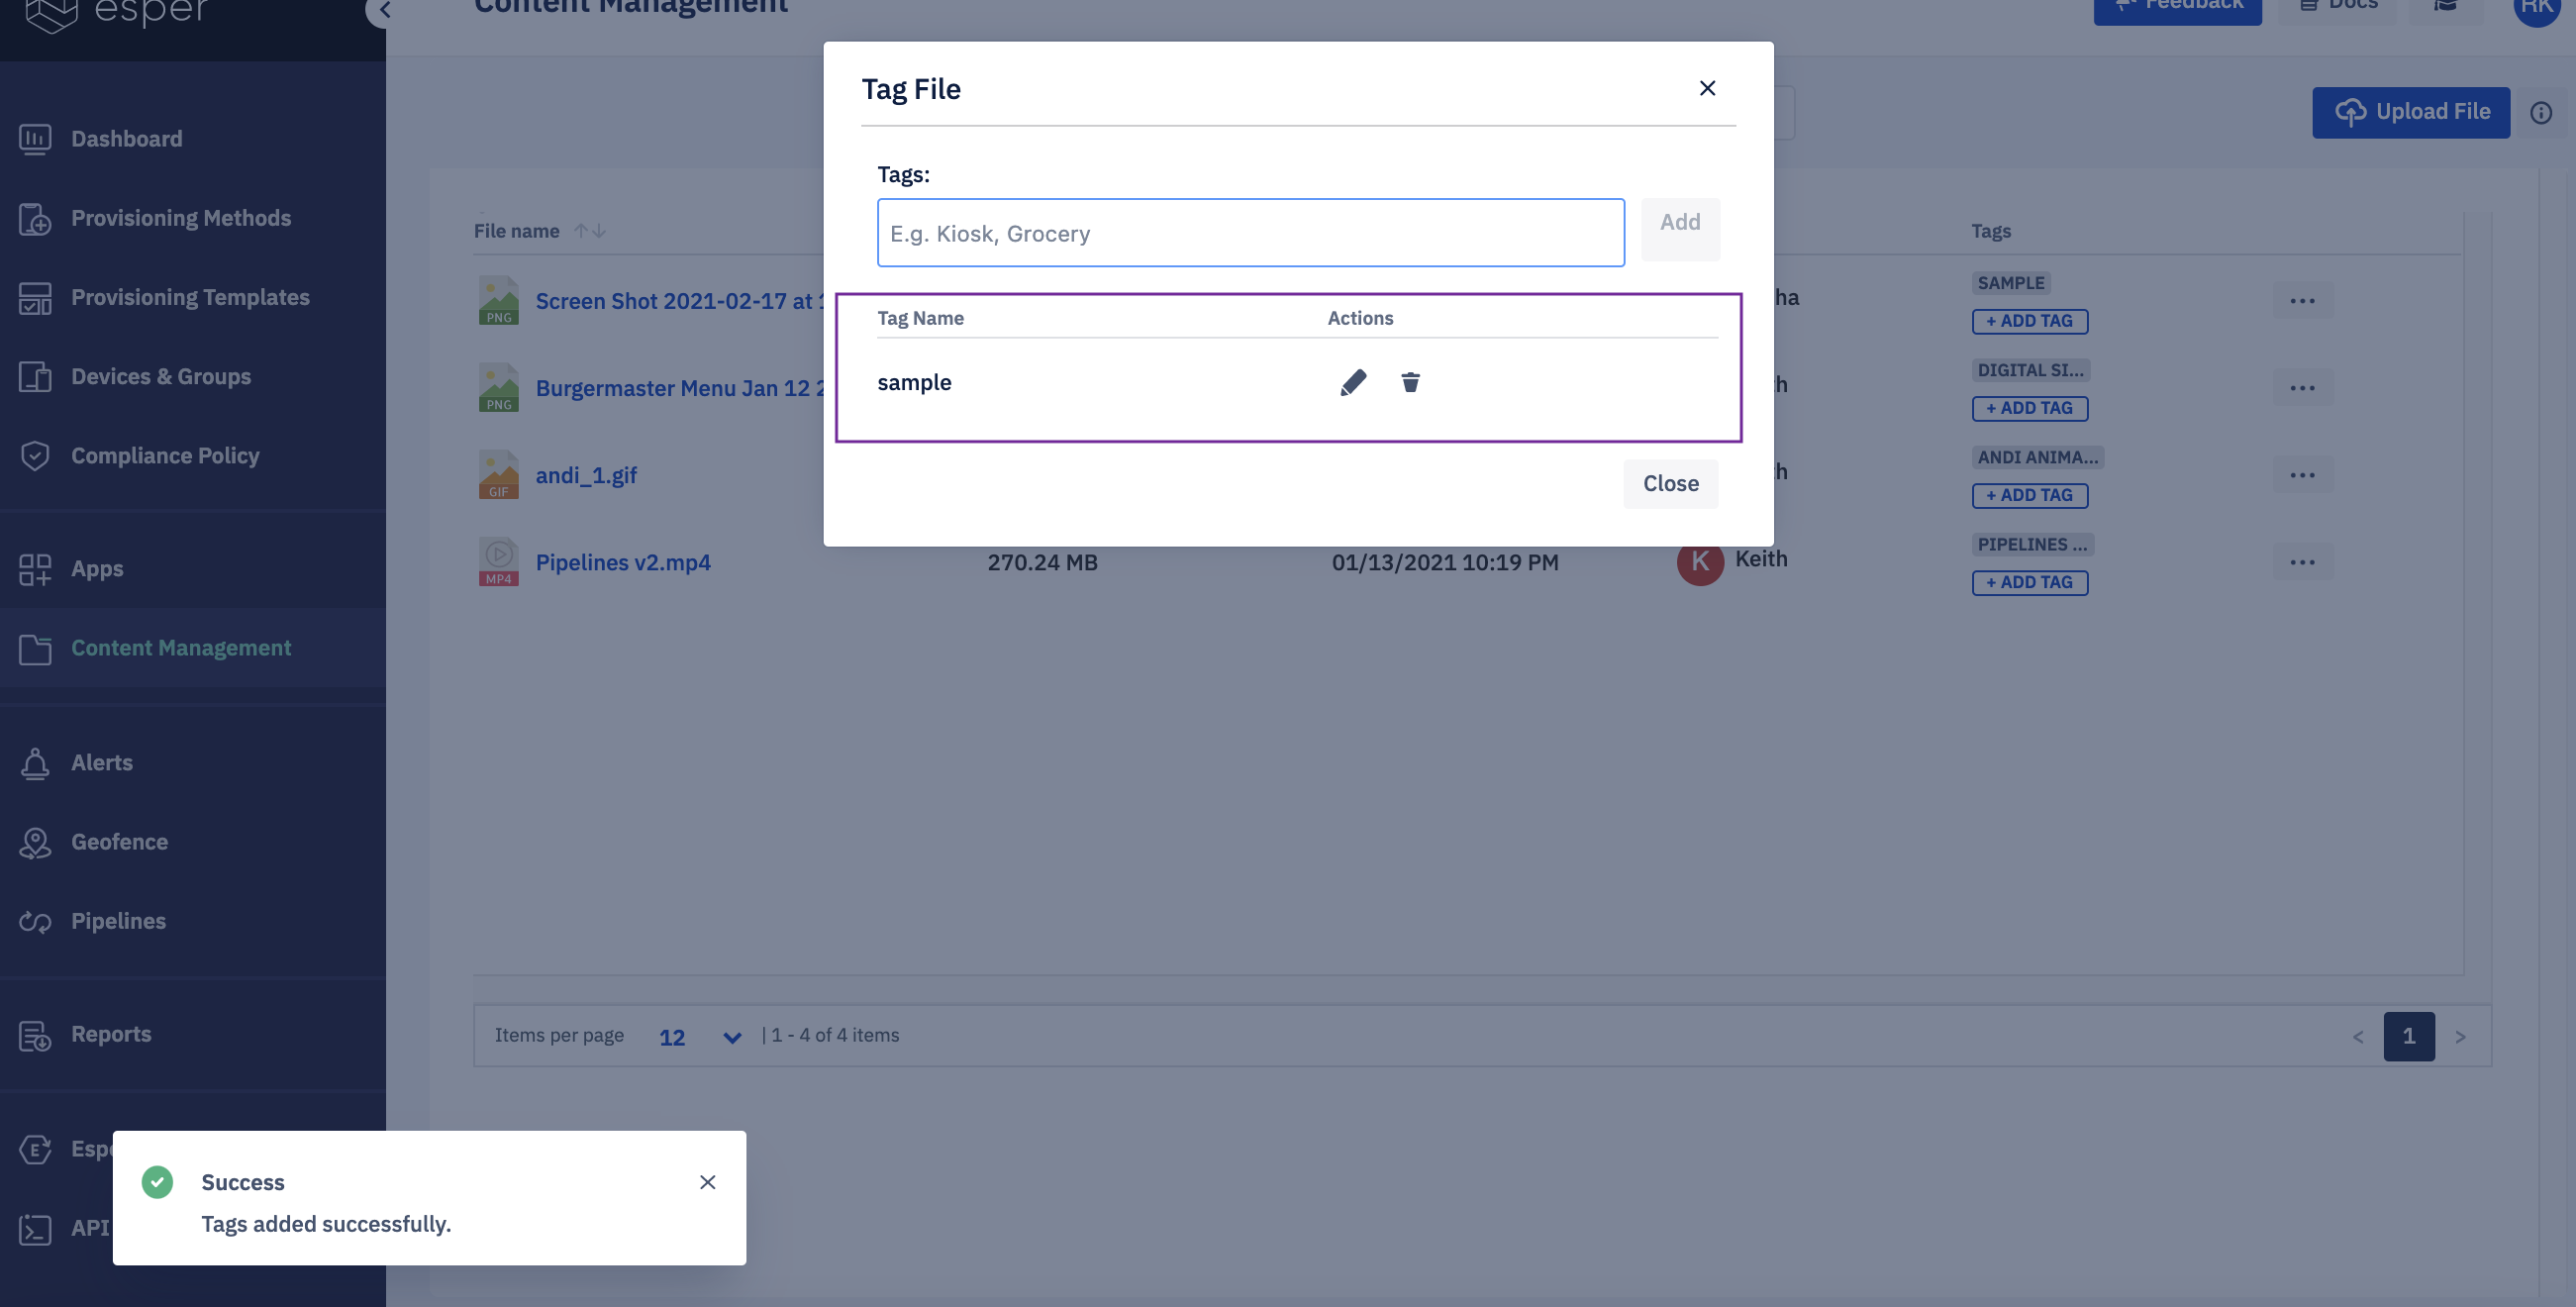 esper
Content Management
Feedback
Docs
RK
Dashboard
Provisioning Methods
Provisioning Templates
Devices & Groups
Compliance Policy
Apps
Content Management
Alerts
Geofence
Pipelines
Reports
API
Upload File
Tag File
Tags:
E.g. Kiosk, Grocery
Add
Tag Name Actions
sample
Close
File name Tags
PNG Screen Shot 2021-02-17 at SAMPLE
+ ADD TAG
PNG Burgermaster Menu Jan 12 DIGITAL SI...
+ ADD TAG
GIF andi_1.gif ANDI ANIMA...
+ ADD TAG
MP4 Pipelines v2.mp4 270.24 MB 01/13/2021 10:19 PM K Keith PIPELINES ...
+ ADD TAG
Items per page 12 | 1 - 4 of 4 items < 1 >
Success
Tags added successfully.